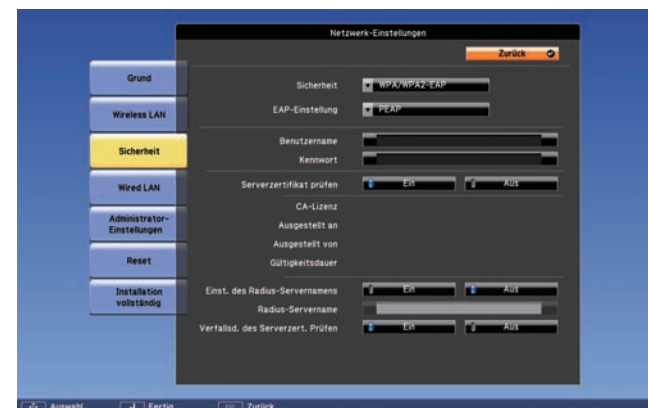 Netzwerk-Einstellungen
Zurück
Grund
Wireless LAN
Sicherheit
Wired LAN
Administrator-
Einstellungen
Reset
Installation
vollständig
Sicherheit WPA/WPA2-EAP
EAP-Einstellung PEAP
Benutzername
Kennwort
Serverzertifikat prüfen Ein Aus
CA-Lizenz
Ausgestellt an
Ausgestellt von
Gültigkeitsdauer
Einst. des Radius-Servernamens Ein Aus
Radius-Servername
Verfallsd. des Serverzert. Prüfen Ein Aus
Auswahl Fertig Zurück